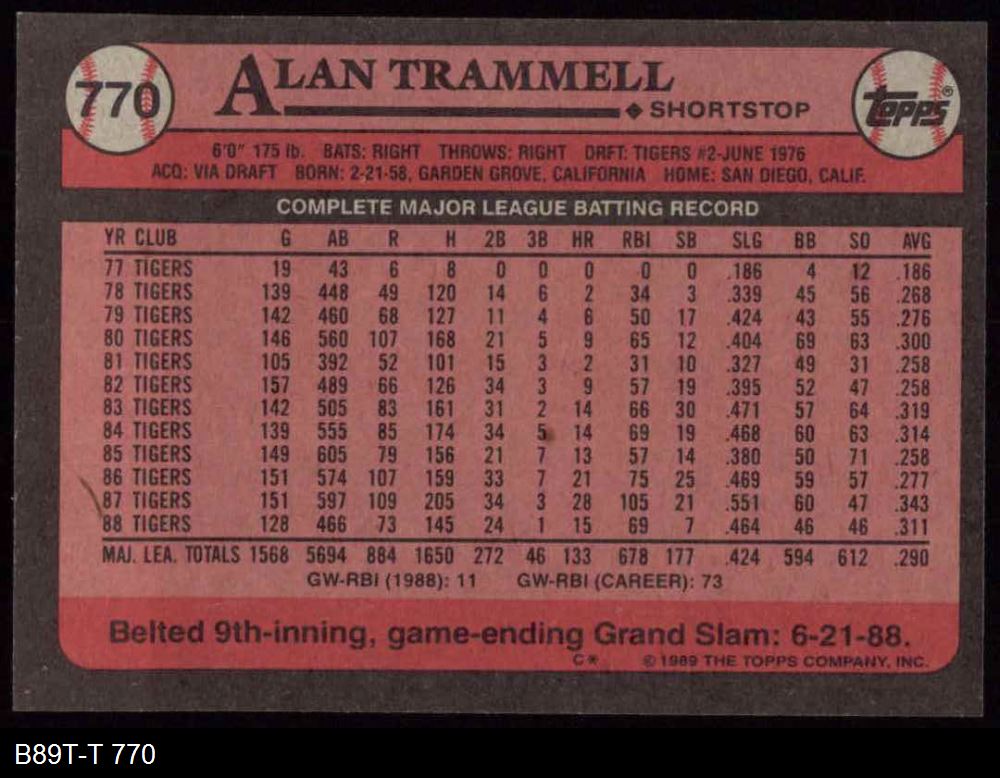 770
ALAN TRAMMELL
SHORTSTOP
TOPPS®
6'0" 175 lb. BATS: RIGHT THROWS: RIGHT DRFT: TIGERS #2-JUNE 1976
ACQ: VIA DRAFT BORN: 2-21-58, GARDEN GROVE, CALIFORNIA HOME: SAN DIEGO, CALIF.
COMPLETE MAJOR LEAGUE BATTING RECORD
YR CLUB G AB R H 2B 3B HR RBI SB SLG BB SO AVG
77 TIGERS 19 43 6 8 0 0 0 0 0 .186 4 12 .186
78 TIGERS 139 448 49 120 14 6 2 34 3 .339 45 56 .268
79 TIGERS 142 460 68 127 11 4 6 50 17 .424 43 55 .276
80 TIGERS 146 560 107 168 21 5 9 65 12 .404 69 63 .300
81 TIGERS 105 392 52 101 15 3 2 31 10 .327 49 31 .258
82 TIGERS 157 489 66 126 34 3 9 57 19 .395 52 47 .258
83 TIGERS 142 505 83 161 31 2 14 66 30 .471 57 64 .319
84 TIGERS 139 555 85 174 34 5 14 69 19 .468 60 63 .314
85 TIGERS 149 605 79 156 21 7 13 57 14 .380 50 71 .258
86 TIGERS 151 574 107 159 33 7 21 75 25 .469 59 57 .277
87 TIGERS 151 597 109 205 34 3 28 105 21 .551 60 47 .343
88 TIGERS 128 466 73 145 24 1 15 69 7 .464 46 46 .311
MAJ. LEA. TOTALS 1568 5694 884 1650 272 46 133 678 177 .424 594 612 .290
GW-RBI (1988): 11 GW-RBI (CAREER): 73
Belted 9th-inning, game-ending Grand Slam: 6-21-88.
C* © 1989 THE TOPPS COMPANY, INC.
B89T-T 770